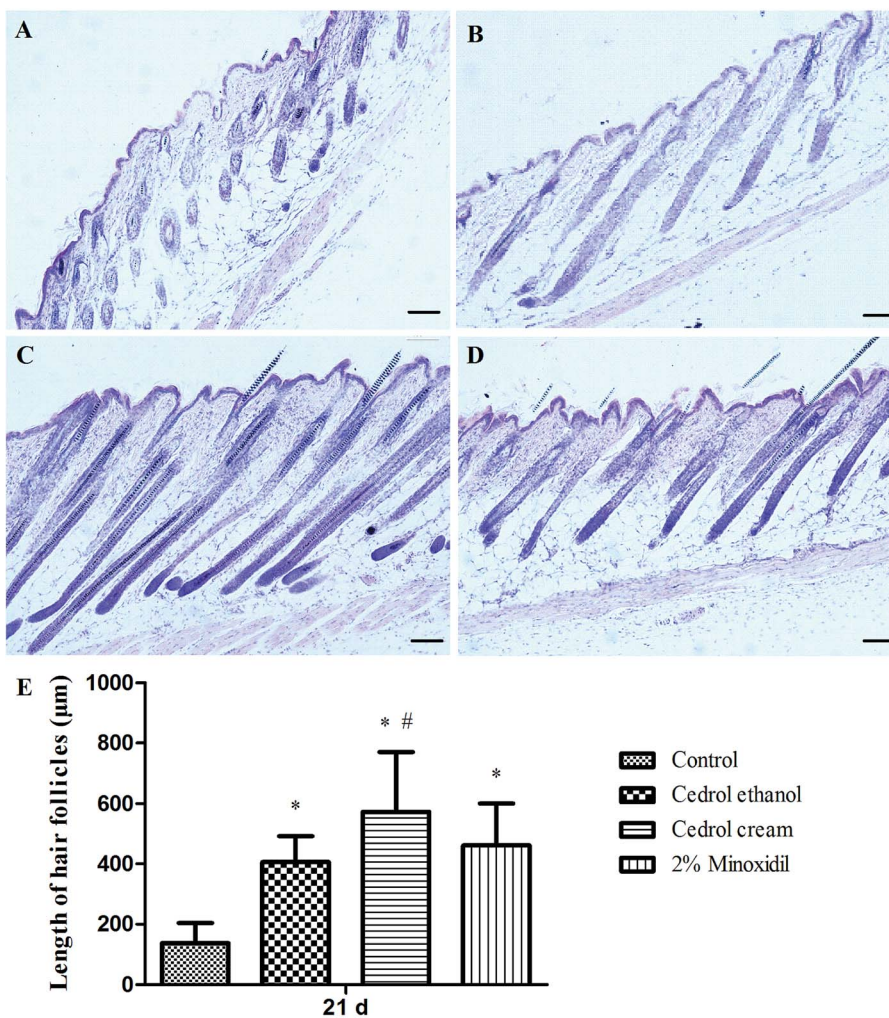 A
B
C
D
E
Length of hair follicles (μm)
1000
800
600
400
200
0
*
* #
*
21 d
Control
Cedrol ethanol
Cedrol cream
2% Minoxidil